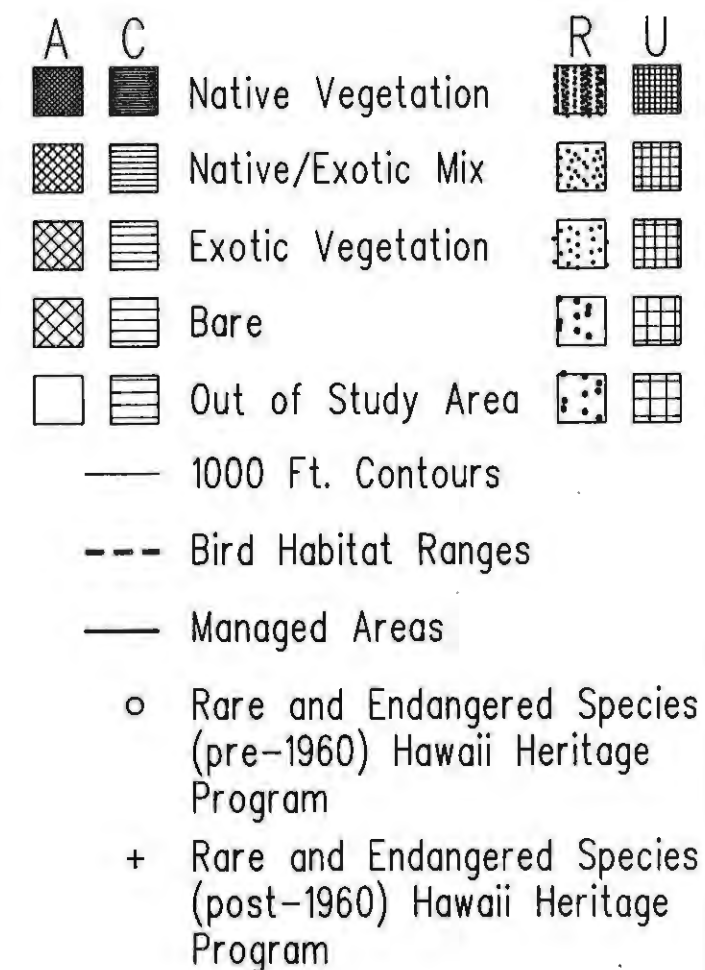 A C R U
Native Vegetation
Native/Exotic Mix
Exotic Vegetation
Bare
Out of Study Area
1000 Ft. Contours
Bird Habitat Ranges
Managed Areas
o Rare and Endangered Species
(pre-1960) Hawaii Heritage
Program
+ Rare and Endangered Species
(post-1960) Hawaii Heritage
Program